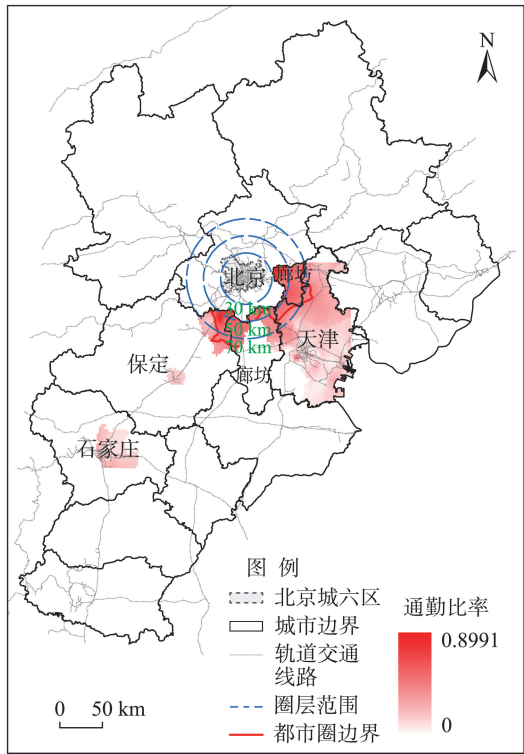 N
北京
廊坊
30 km
50 km
70 km
天津
保定
廊坊
石家庄
图 例
北京城六区
城市边界
轨道交通
线路
圈层范围
都市圈边界
通勤比率
0.8991
0
0 50 km